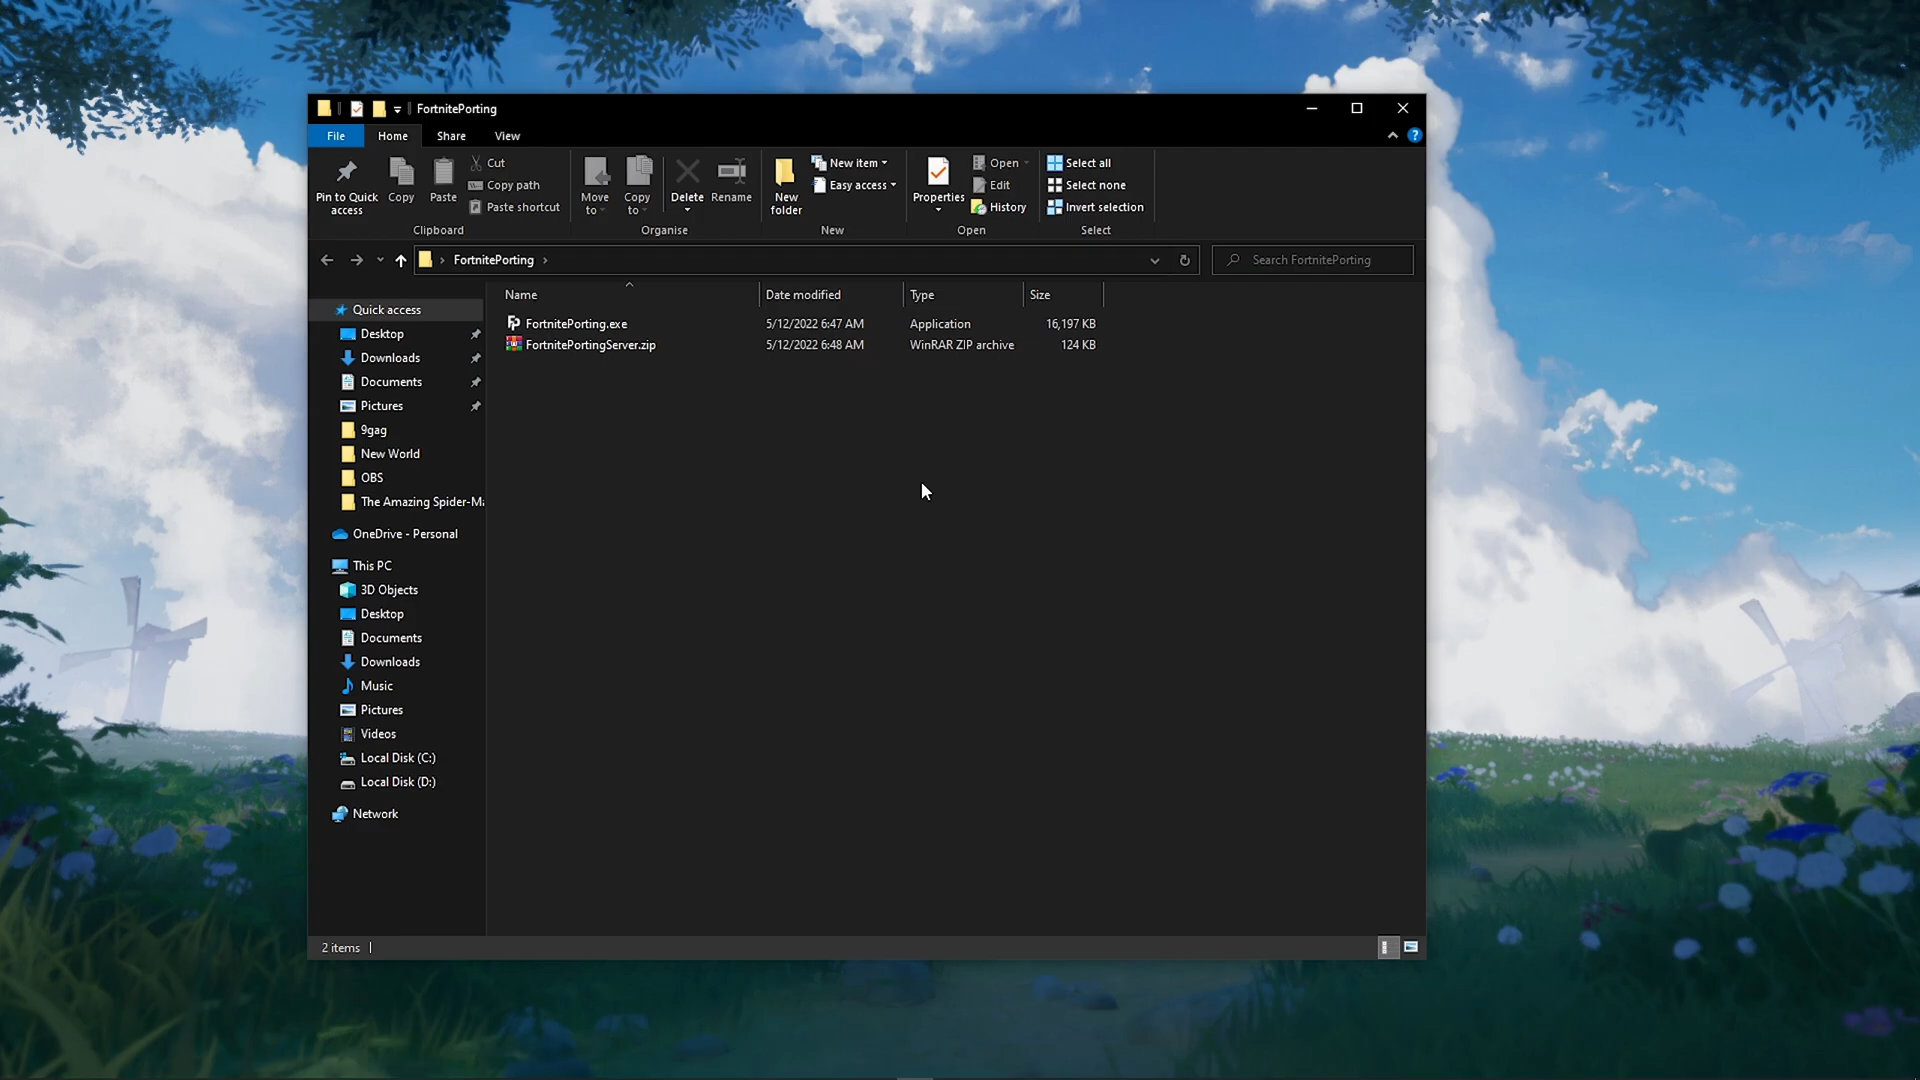 FortnitePorting
File Home Share View
Pin to Quick access
Copy
Paste
Cut
Copy path
Paste shortcut
Clipboard
Move to
Copy to
Delete
Rename
Organise
New folder
New item
Easy access
New
Properties
Open
Edit
History
Open
Select all
Select none
Invert selection
Select
FortnitePorting
Search FortnitePorting
Name Date modified Type Size
FortnitePorting.exe 5/12/2022 6:47 AM Application 16,197 KB
FortnitePortingServer.zip 5/12/2022 6:48 AM WinRAR ZIP archive 124 KB
Quick access
Desktop
Downloads
Documents
Pictures
9gag
New World
OBS
The Amazing Spider-Ma
OneDrive - Personal
This PC
3D Objects
Desktop
Documents
Downloads
Music
Pictures
Videos
Local Disk (C:)
Local Disk (D:)
Network
2 items